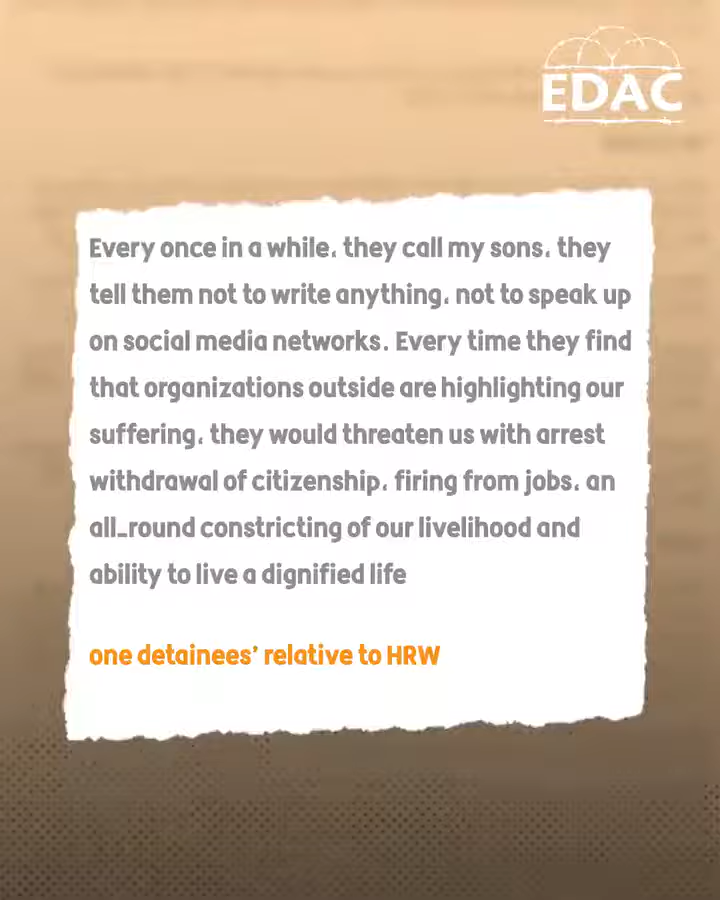 EDAC
Every once in a while, they call my sons, they
tell them not to write anything, not to speak up
on social media networks. Every time they find
that organizations outside are highlighting our
suffering, they would threaten us with arrest
withdrawal of citizenship, firing from jobs, an
all_round constricting of our livelihood and
ability to live a dignified life
one detainees’ relative to HRW